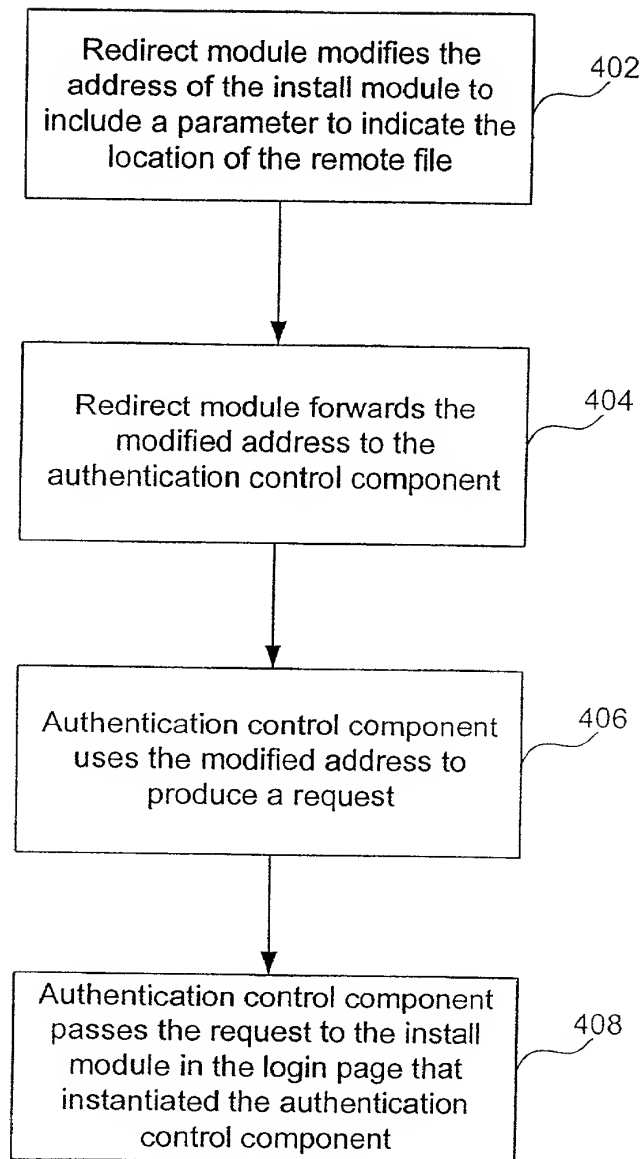 Redirect module modifies the
address of the install module to
include a parameter to indicate the
location of the remote file
402
Redirect module forwards the
modified address to the
authentication control component
404
Authentication control component
uses the modified address to
produce a request
406
Authentication control component
passes the request to the install
module in the login page that
instantiated the authentication
control component
408